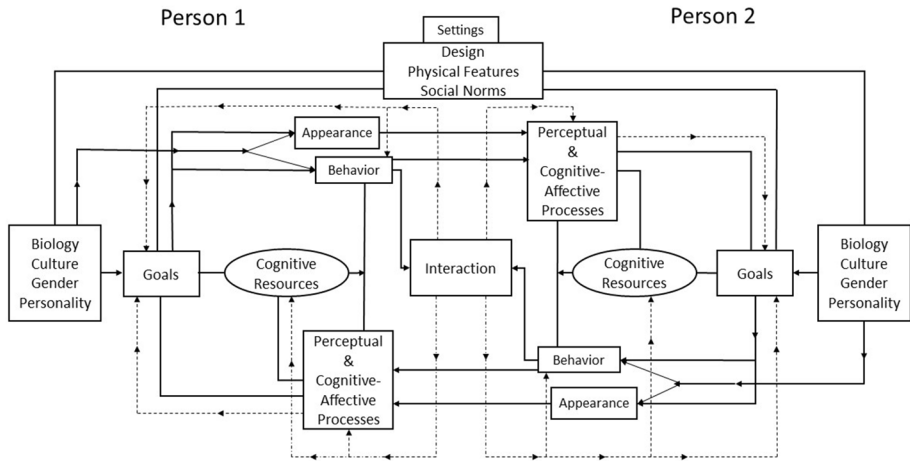 Person 1
Person 2
Settings
Design
Physical Features
Social Norms
Appearance
Behavior
Perceptual
&
Cognitive-
Affective
Processes
Biology
Culture
Gender
Personality
Goals
Cognitive
Resources
Interaction
Cognitive
Resources
Goals
Biology
Culture
Gender
Personality
Perceptual
&
Cognitive-
Affective
Processes
Behavior
Appearance